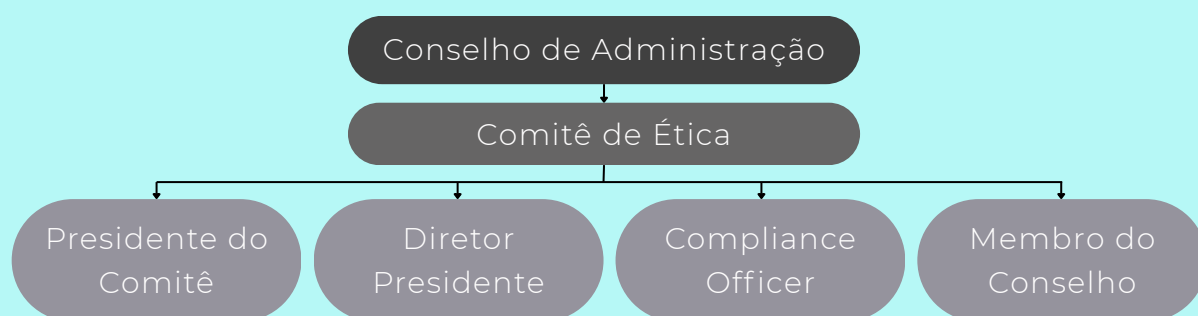 Conselho de Administração
Comitê de Ética
Presidente do
Comitê
Diretor
Presidente
Compliance
Officer
Membro do
Conselho